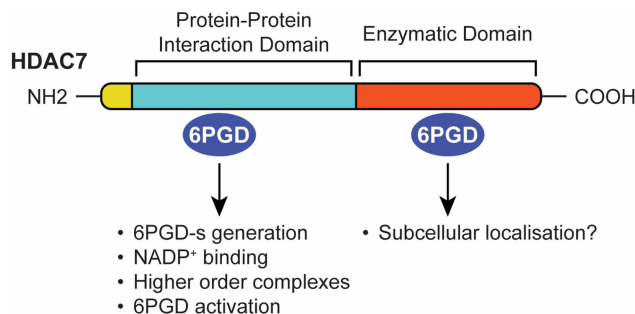 Protein-Protein
Interaction Domain
Enzymatic Domain
HDAC7
NH2
COOH
6PGD
6PGD
• 6PGD-s generation
• NADP⁺ binding
• Higher order complexes
• 6PGD activation
• Subcellular localisation?